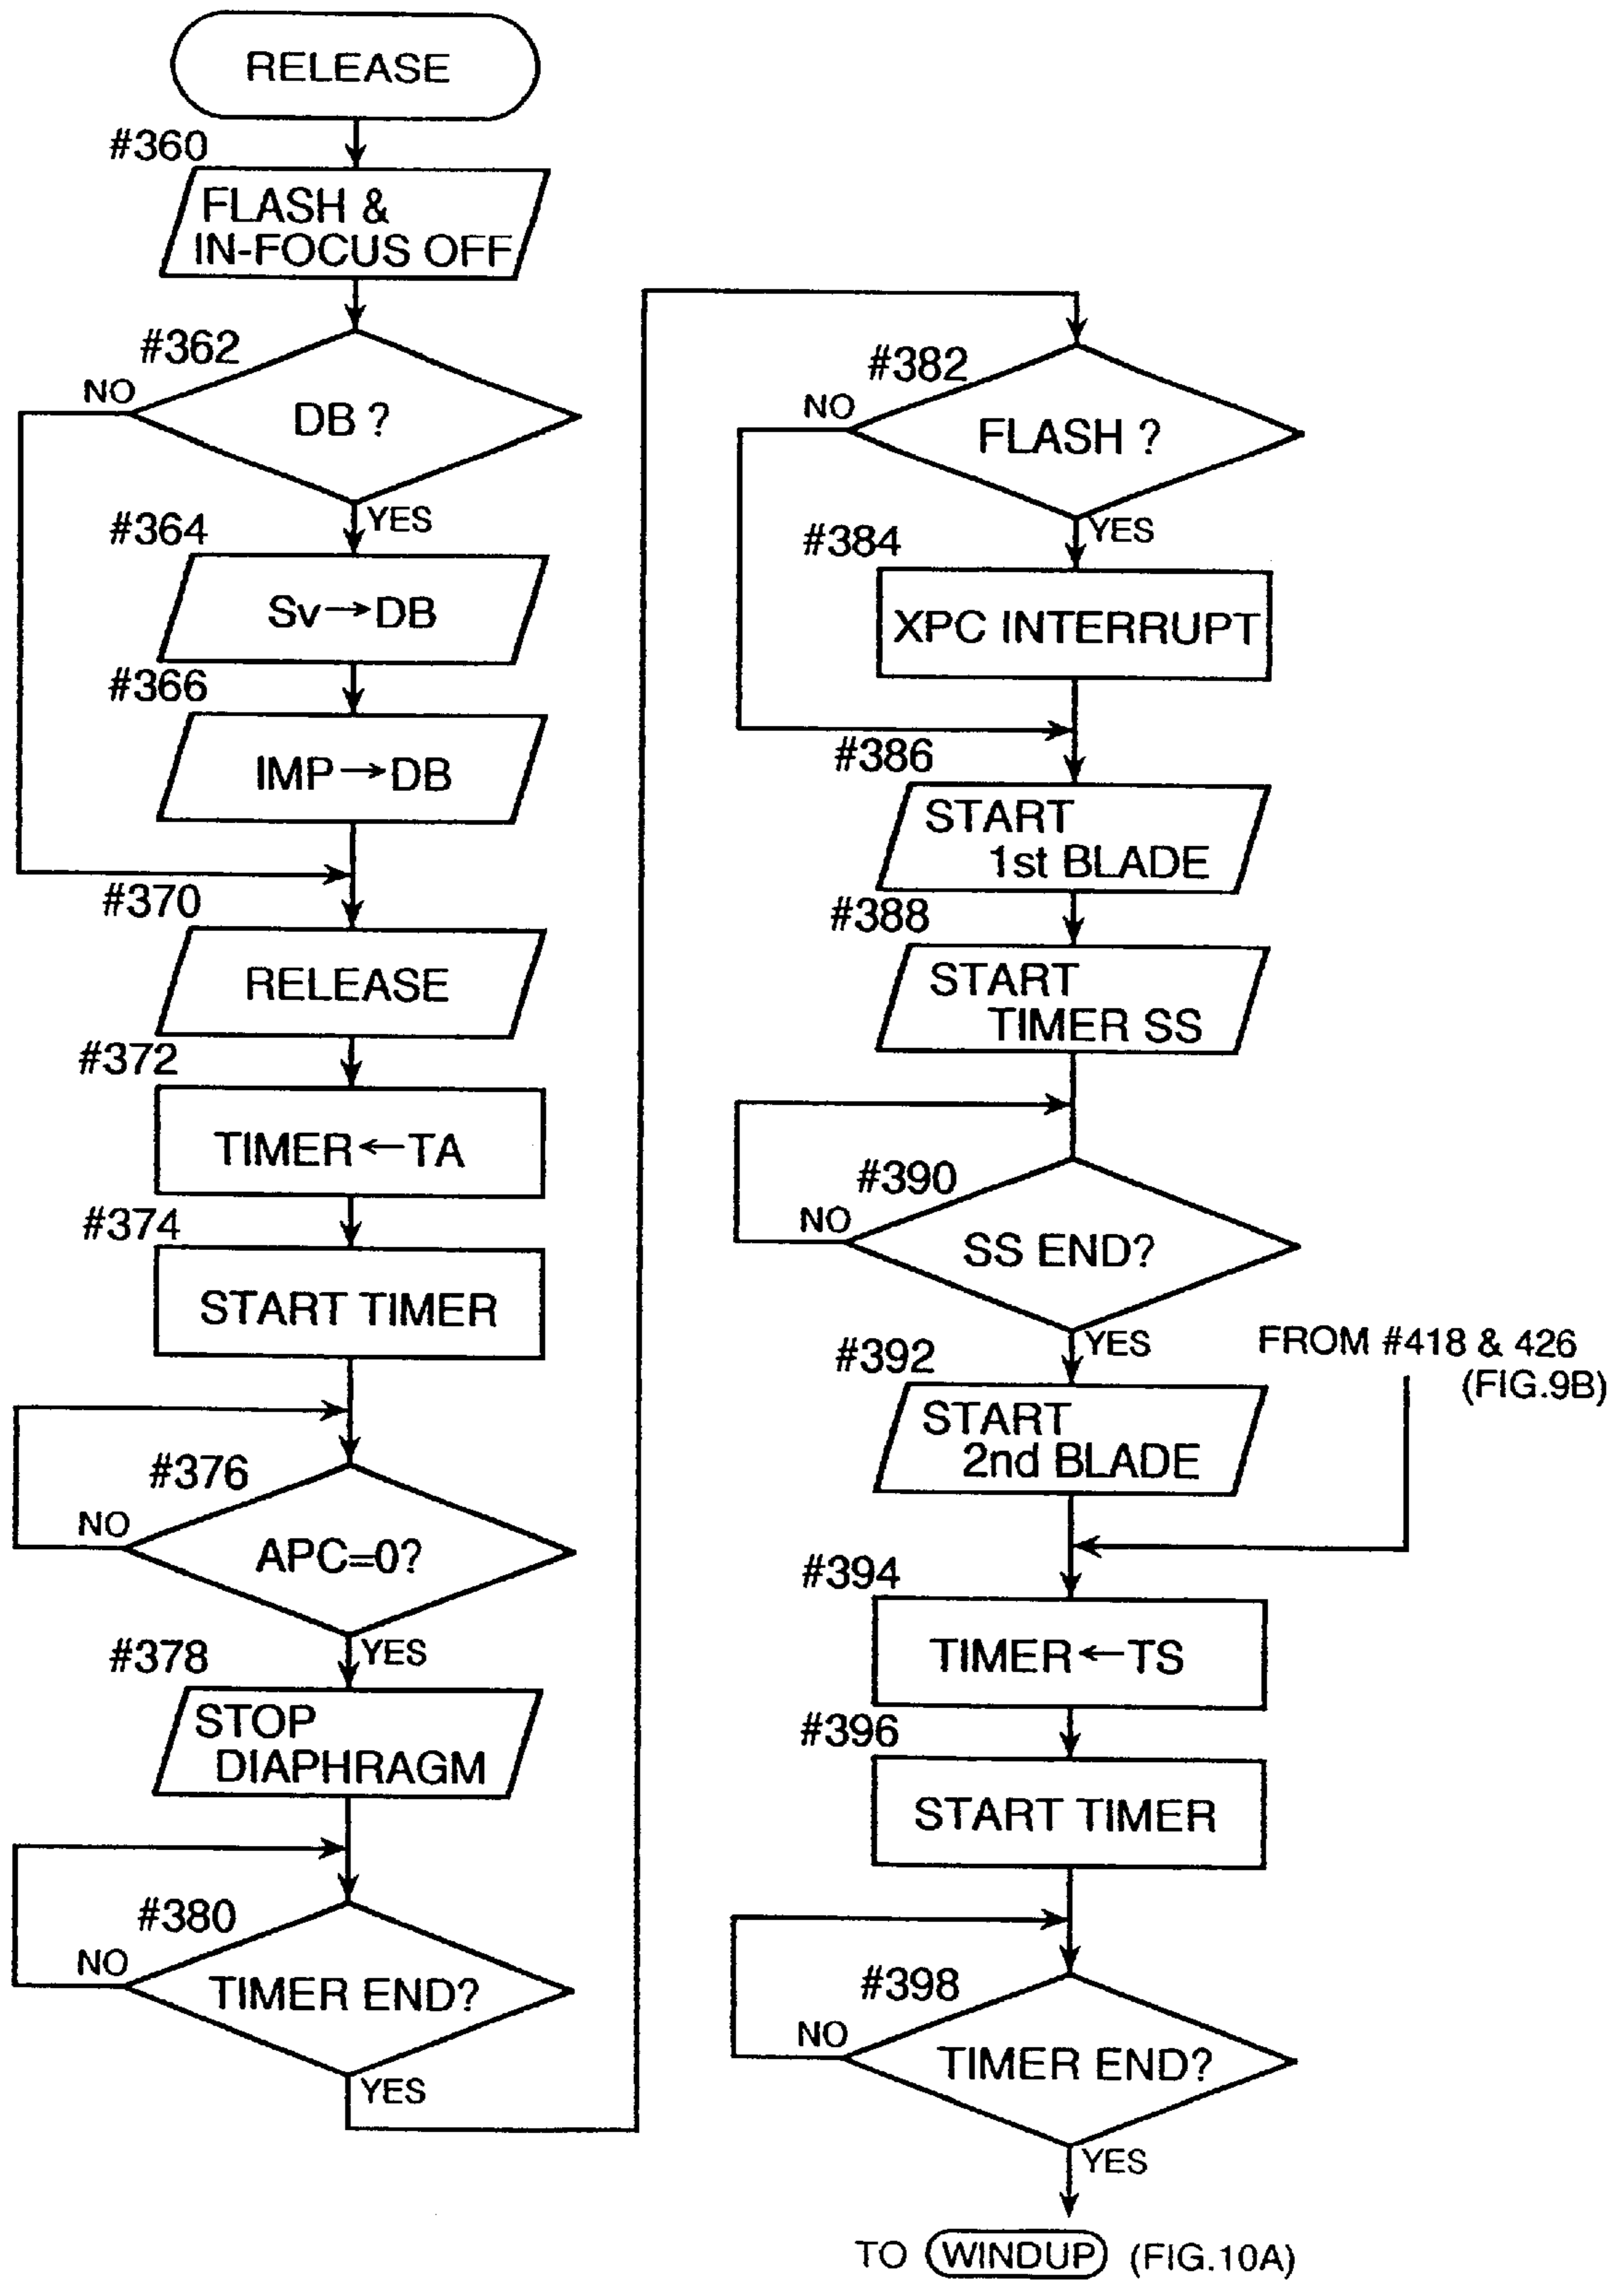 RELEASE
#360
FLASH &
IN-FOCUS OFF
#362
NO
DB ?
YES
#364
Sv→DB
#366
IMP→DB
#370
RELEASE
#372
TIMER←TA
#374
START TIMER
#376
NO
APC=0?
YES
#378
STOP
DIAPHRAGM
#380
NO
TIMER END?
YES
#382
NO
FLASH ?
YES
#384
XPC INTERRUPT
#386
START
1st BLADE
#388
START
TIMER SS
#390
NO
SS END?
YES
FROM #418 & 426
(FIG.9B)
#392
START
2nd BLADE
#394
TIMER←TS
#396
START TIMER
#398
NO
TIMER END?
YES
TO WINDUP (FIG.10A)